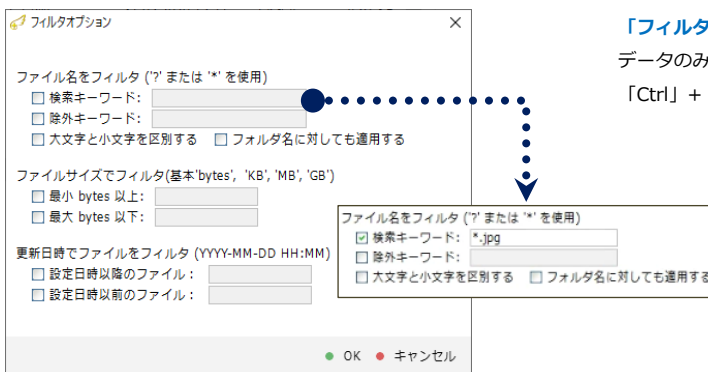 フィルタオプション
ファイル名をフィルタ ('?' または '*' を使用)
検索キーワード:
除外キーワード:
大文字と小文字を区別する フォルダ名に対しても適用する
ファイルサイズでフィルタ(基本'bytes', 'KB', 'MB', 'GB')
最小 bytes 以上:
最大 bytes 以下:
更新日時でファイルをフィルタ (YYYY-MM-DD HH:MM)
設定日時以降のファイル :
設定日時以前のファイル :
OK キャンセル
「フィルタ
データのみ
「Ctrl」+
ファイル名をフィルタ ('?' または '*' を使用)
検索キーワード: *.jpg
除外キーワード:
大文字と小文字を区別する フォルダ名に対しても適用する